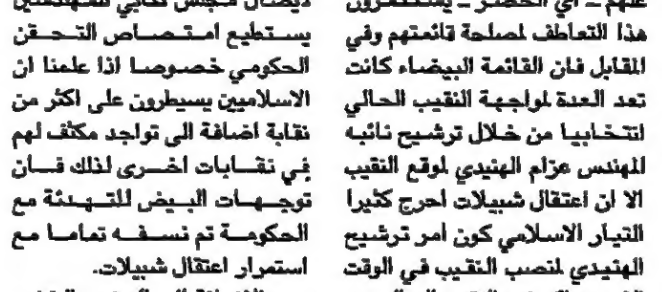 هذا التعاطف لمصلحة قائمتهم وفي
المقابل فان القائمة البيضاء كانت
تعد العدة لمواجهة النقيب الحالي
انتخابيا من خلال ترشيح نائبه
المهندس عزام الهنيدي لموقع النقيب
الا ان اعتقال شبيلات احرج كثيرا
التيار الاسلامي كون امر ترشيح
الهنيدي لمنصب النقيب في الوقت
يستطيع امتصاص التحقن
الحكومي خصوصا اذا علمنا ان
الاسلاميين يسيطرون على اكثر من
نقابة اضافة الى تواجد مكثف لهم
في نقابات اخرى لذلك فان
توجهات البيض للتهدئة مع
الحكومة تم نسفه تماما مع
استمرار اعتقال شبيلات.